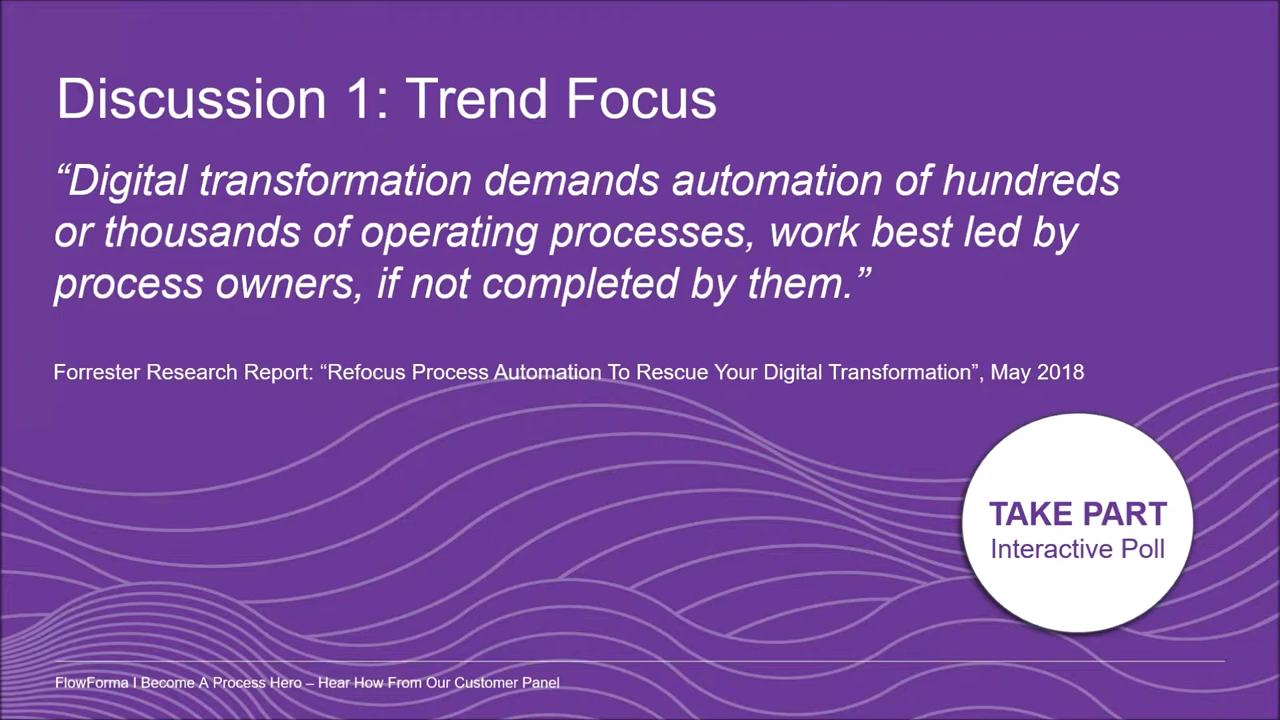 Discussion 1: Trend Focus
“Digital transformation demands automation of hundreds
or thousands of operating processes, work best led by
process owners, if not completed by them.”
Forrester Research Report: “Refocus Process Automation To Rescue Your Digital Transformation”, May 2018
TAKE PART
Interactive Poll
FlowForma I Become A Process Hero – Hear How From Our Customer Panel